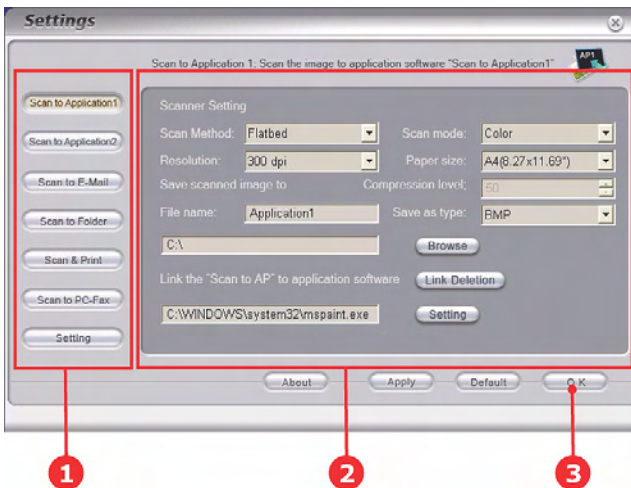 Settings
Scan to Application 1: Scan the image to application software "Scan to Application1"
AP1
Scan to Application1
Scan to Application2
Scan to E-Mail
Scan to Folder
Scan & Print
Scan to PC-Fax
Setting
Scanner Setting
Scan Method: Flatbed Scan mode: Color
Resolution: 300 dpi Paper size: A4(8.27x11.69")
Save scanned image to Compression level; 50
File name: Application1 Save as type: BMP
C:\ Browse
Link the "Scan to AP" to application software Link Deletion
C:\WINDOWS\system32\mspaint.exe Setting
About Apply Default OK
1 2 3